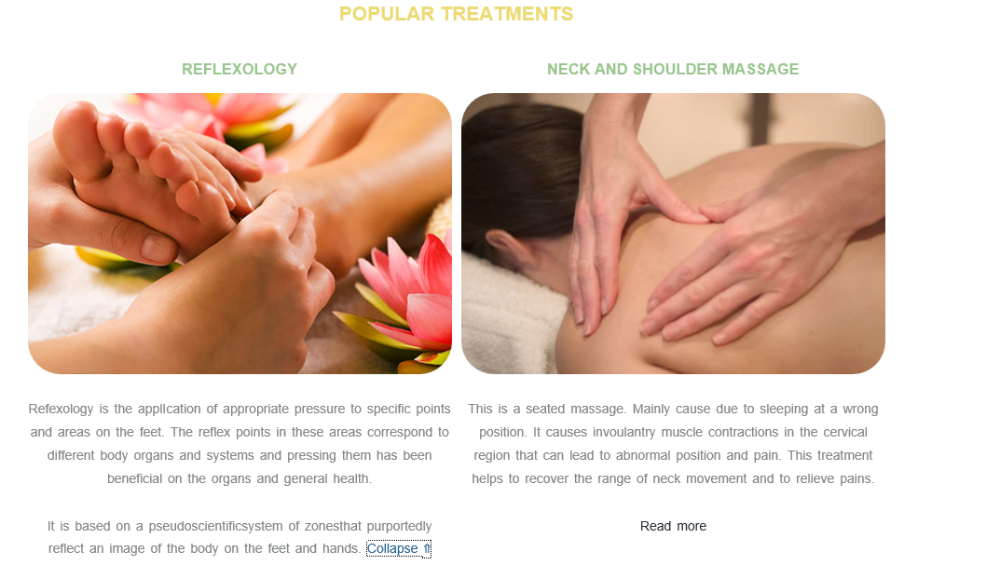 POPULAR TREATMENTS
REFLEXOLOGY
Refexology is the appllcation of appropriate pressure to specific points
and areas on the feet. The reflex points in these areas correspond to
different body organs and systems and pressing them has been
beneficial on the organs and general health.
It is based on a pseudoscientificsystem of zonesthat purportedly
reflect an image of the body on the feet and hands. Collapse ⇑
NECK AND SHOULDER MASSAGE
This is a seated massage. Mainly cause due to sleeping at a wrong
position. It causes invoulantry muscle contractions in the cervical
region that can lead to abnormal position and pain. This treatment
helps to recover the range of neck movement and to relieve pains.
Read more